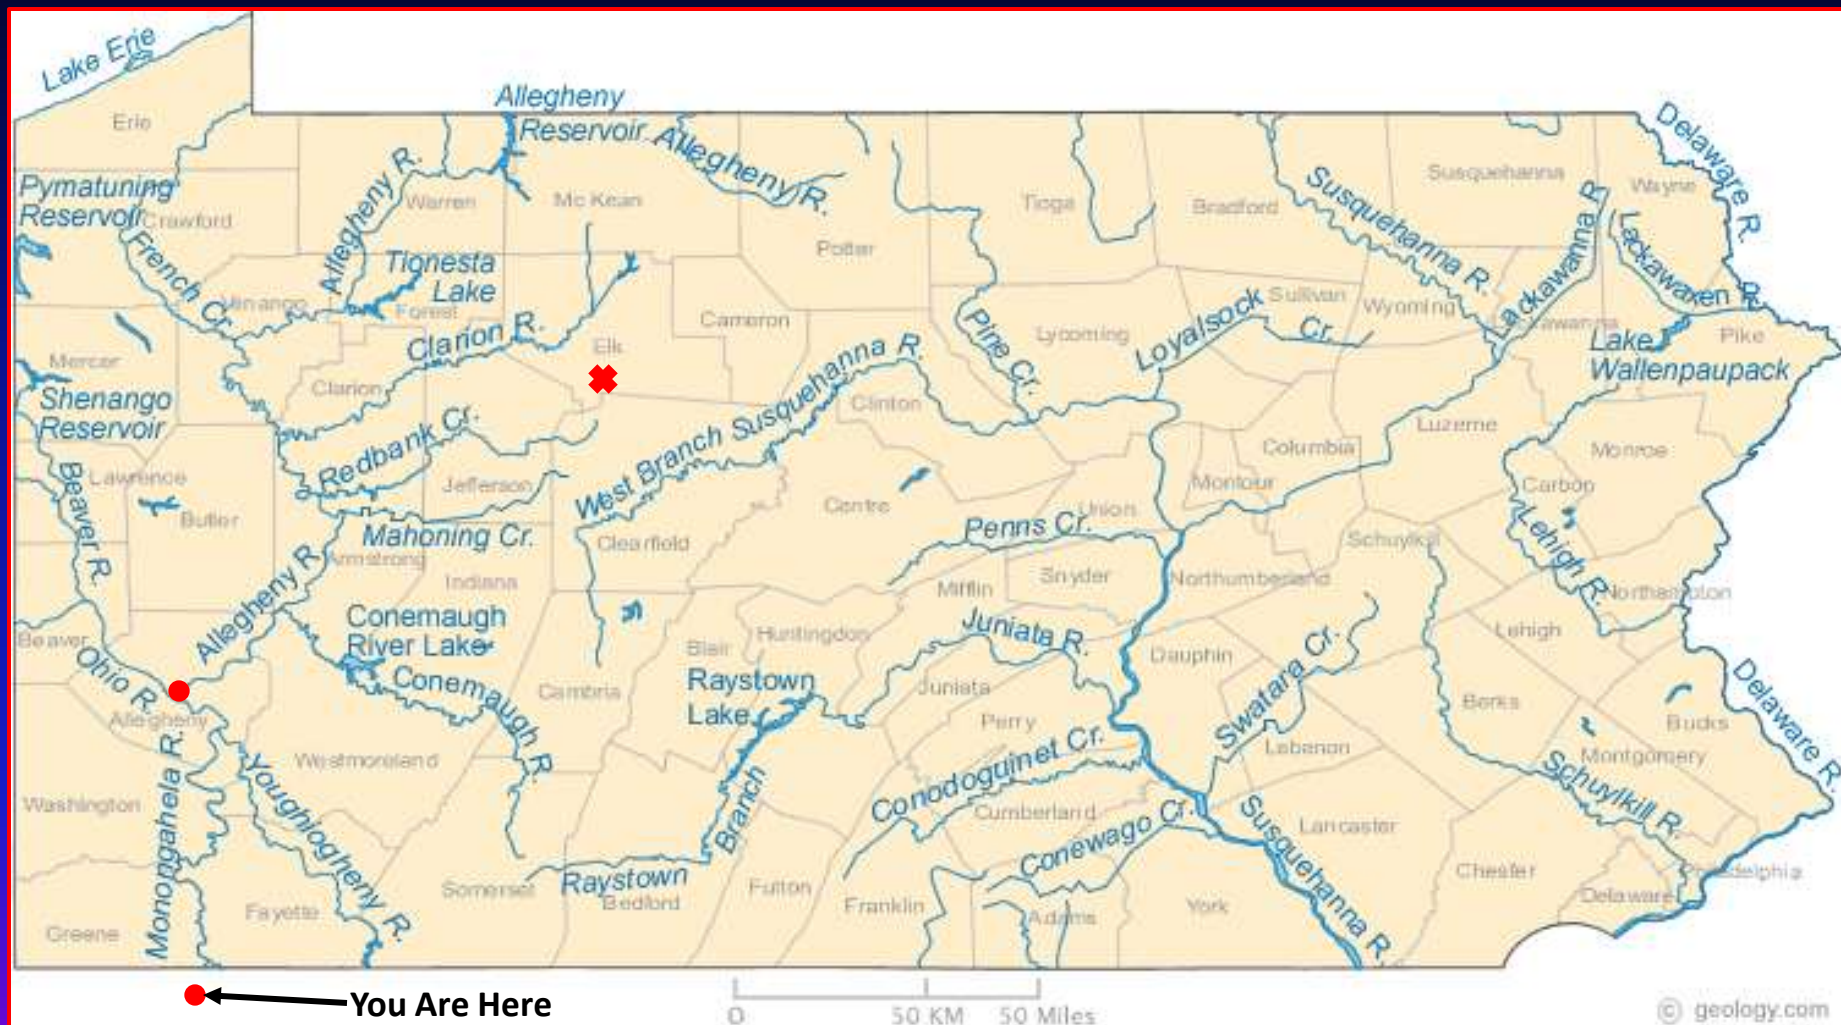 Lake Erie
Erie
Allegheny
Reservoir
Allegheny R.
Delaware R.
Pymatuning
Reservoir
Crawford
Allegheny R.
Warren
Mc Kean
Potter
Tioga
Bradford
Susquehanna R.
Susquehanna
Wayne
Lackawanna R
Lackawaxen R.
French Cr.
Tionesta
Lake
Venango
Forest
Clarion R.
Elk
Cameron
Pine Cr.
Lycoming
Loyalsock
Cr.
Sullivan
Wyoming
Lake
Wallenpaupack
Pike
Mercer
Shenango
Reservoir
Clarion
Redbank Cr.
Jefferson
West Branch Susquehanna R.
Clinton
Columbia
Luzerne
Monroe
Montour
Carbon
Beaver R.
Lawrence
Butler
Mahoning Cr.
Armstrong
Clearfield
Centre
Penns Cr.
Union
Schuylkill
Lehigh R.
Northampton
Allegheny R.
Indiana
Mifflin
Snyder
Northumberland
Lehigh
Beaver
Ohio R.
Conemaugh
River Lake
Conemaugh R.
Cambria
Blair
Huntingdon
Juniata R.
Dauphin
Swatara Cr.
Raystown
Lake
Juniata
Perry
Berks
Bucks
Delaware R.
Allegheny
Westmoreland
Conodoguinet Cr.
Lebanon
Montgomery
Schuylkill R.
Washington
Monongahela R.
Youghiogheny R.
Raystown
Branch
Cumberland
Conewago Cr.
Susquehanna R.
Lancaster
Chester
Philadelphia
Delaware
Greene
Fayette
Somerset
Bedford
Fulton
Franklin
Adams
York
You Are Here
0 50 KM 50 Miles
© geology.com